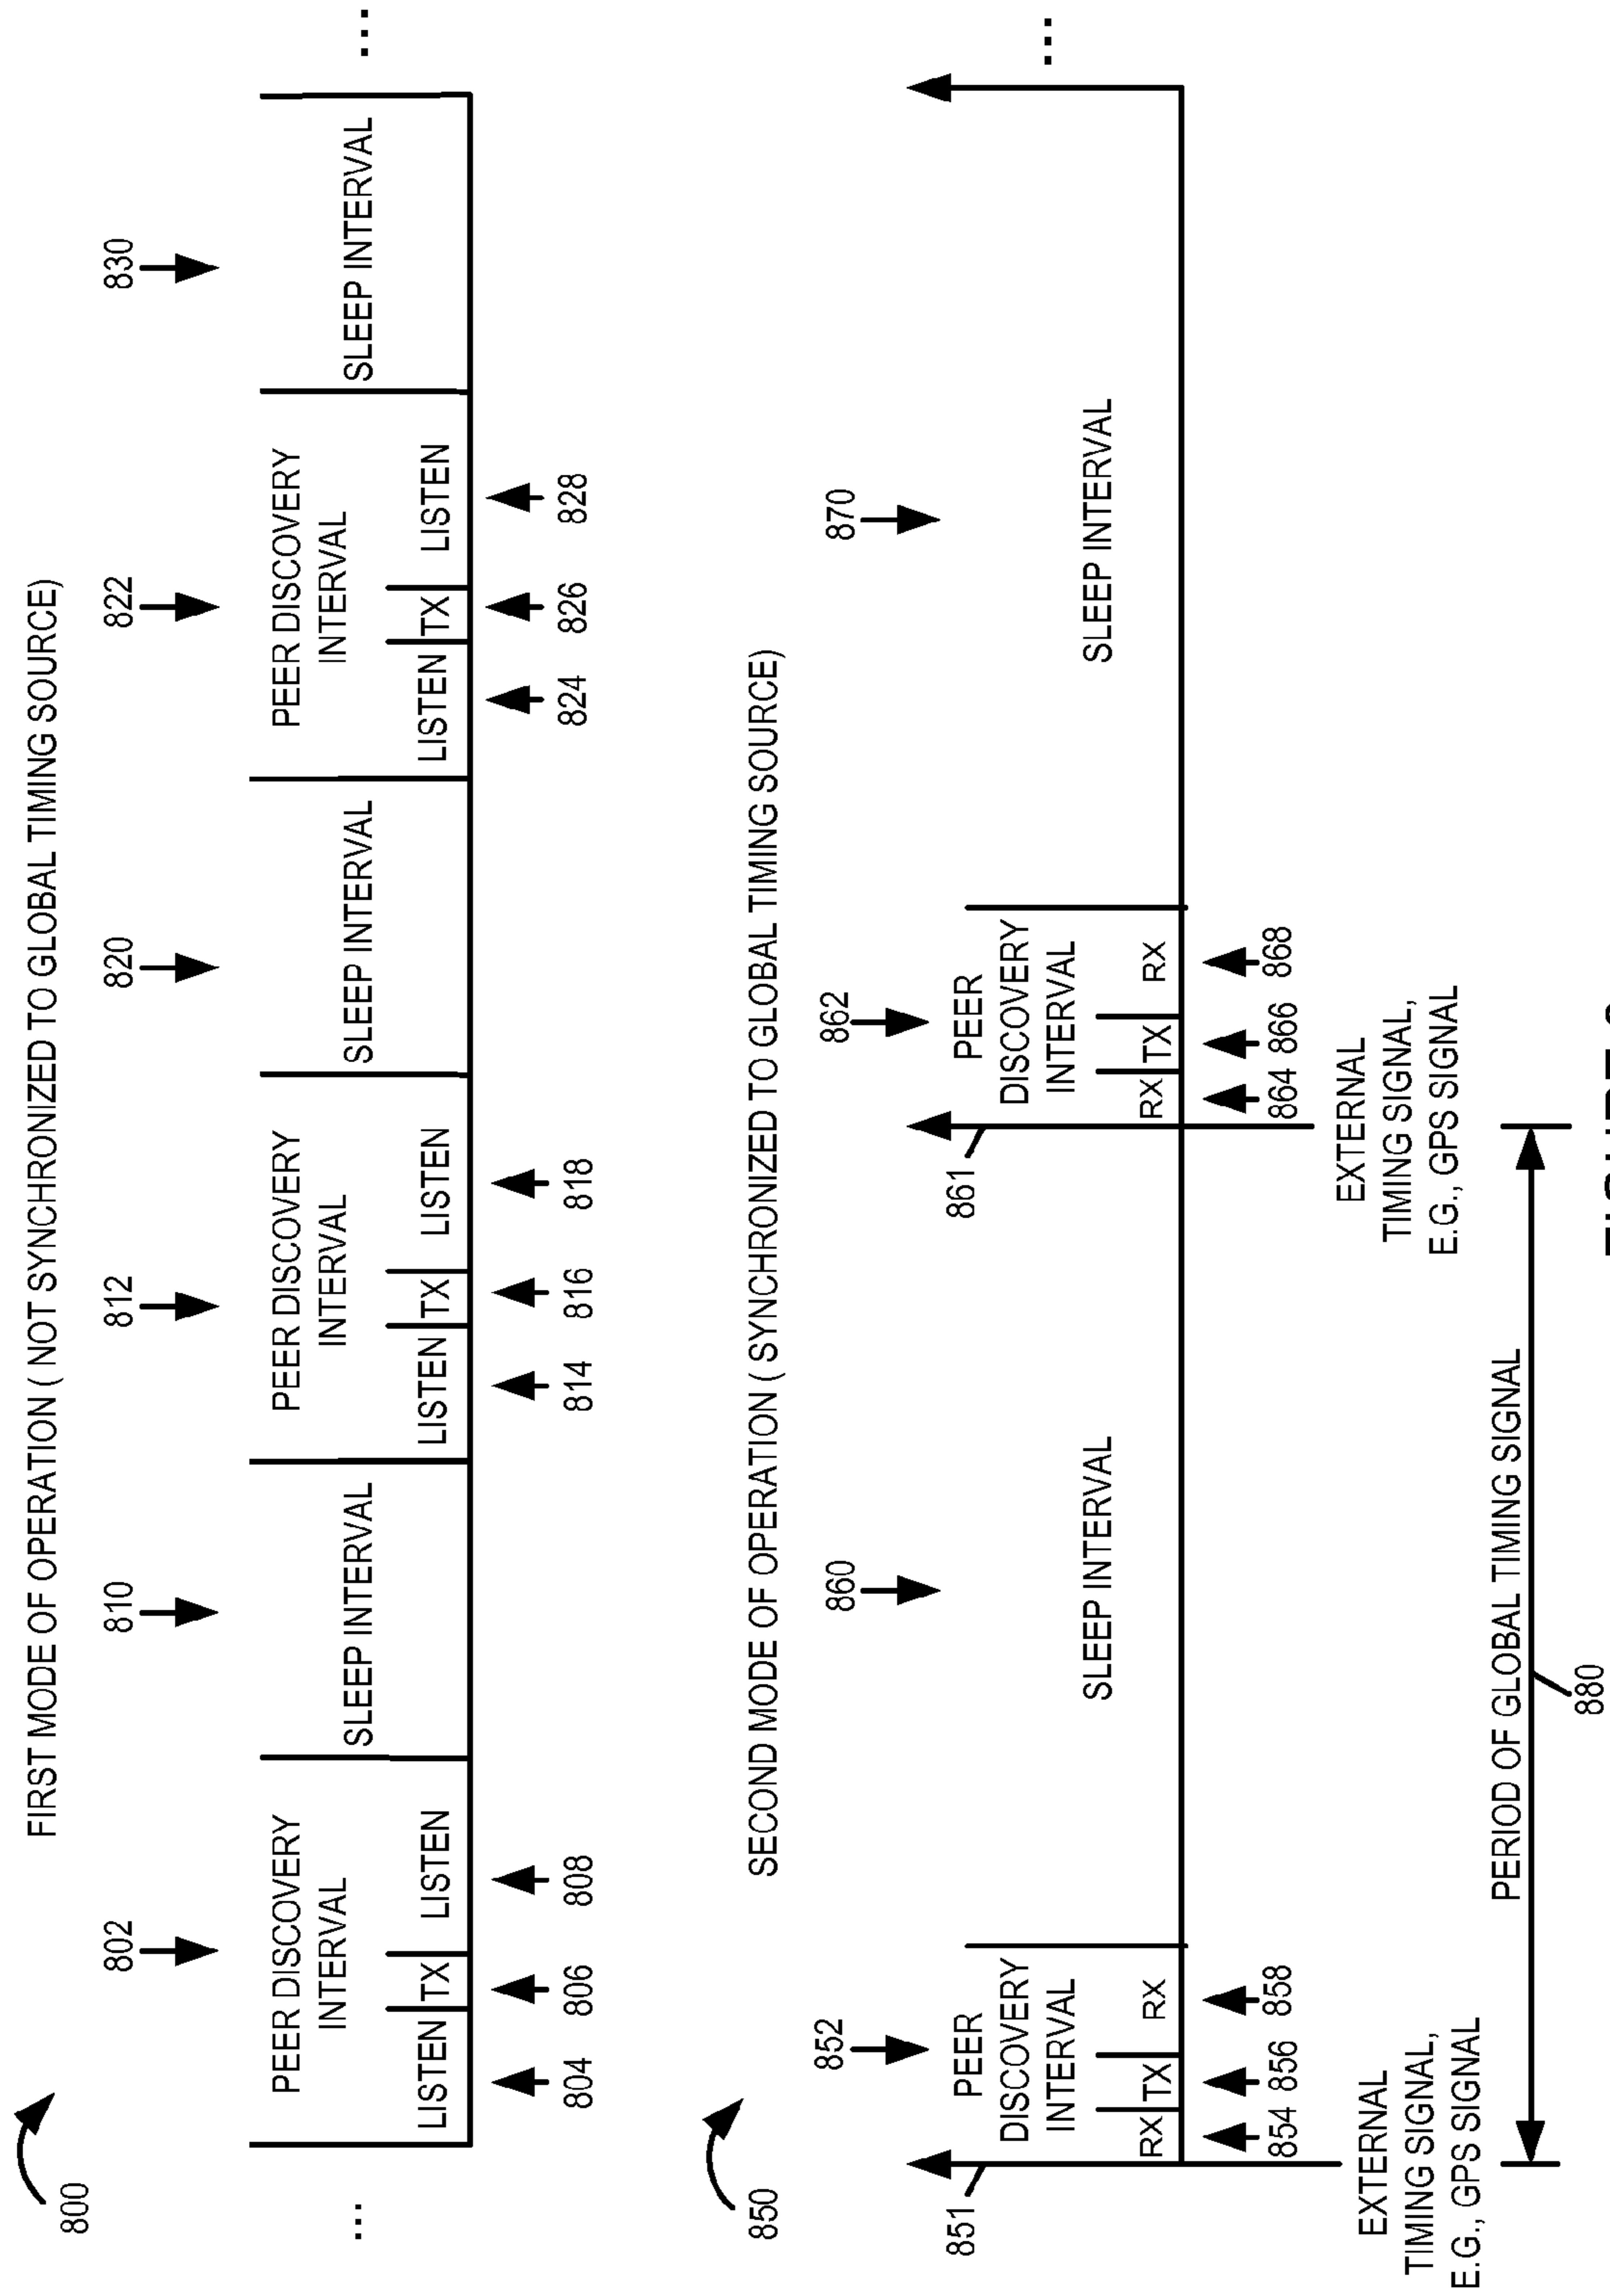 FIRST MODE OF OPERATION ( NOT SYNCHRONIZED TO GLOBAL TIMING SOURCE)
800
802
810
812
820
822
830
...
PEER DISCOVERY
INTERVAL
SLEEP INTERVAL
PEER DISCOVERY
INTERVAL
SLEEP INTERVAL
PEER DISCOVERY
INTERVAL
SLEEP INTERVAL
...
LISTEN
TX
LISTEN
LISTEN
TX
LISTEN
LISTEN
TX
LISTEN
804
806
808
814
816
818
824
826
828
SECOND MODE OF OPERATION ( SYNCHRONIZED TO GLOBAL TIMING SOURCE)
850
852
860
862
870
851
PEER
DISCOVERY
INTERVAL
861
PEER
DISCOVERY
INTERVAL
...
RX
TX
RX
SLEEP INTERVAL
RX
TX
RX
SLEEP INTERVAL
854
856
858
864
866
868
EXTERNAL
TIMING SIGNAL,
E.G., GPS SIGNAL
EXTERNAL
TIMING SIGNAL,
E.G., GPS SIGNAL
PERIOD OF GLOBAL TIMING SIGNAL
880